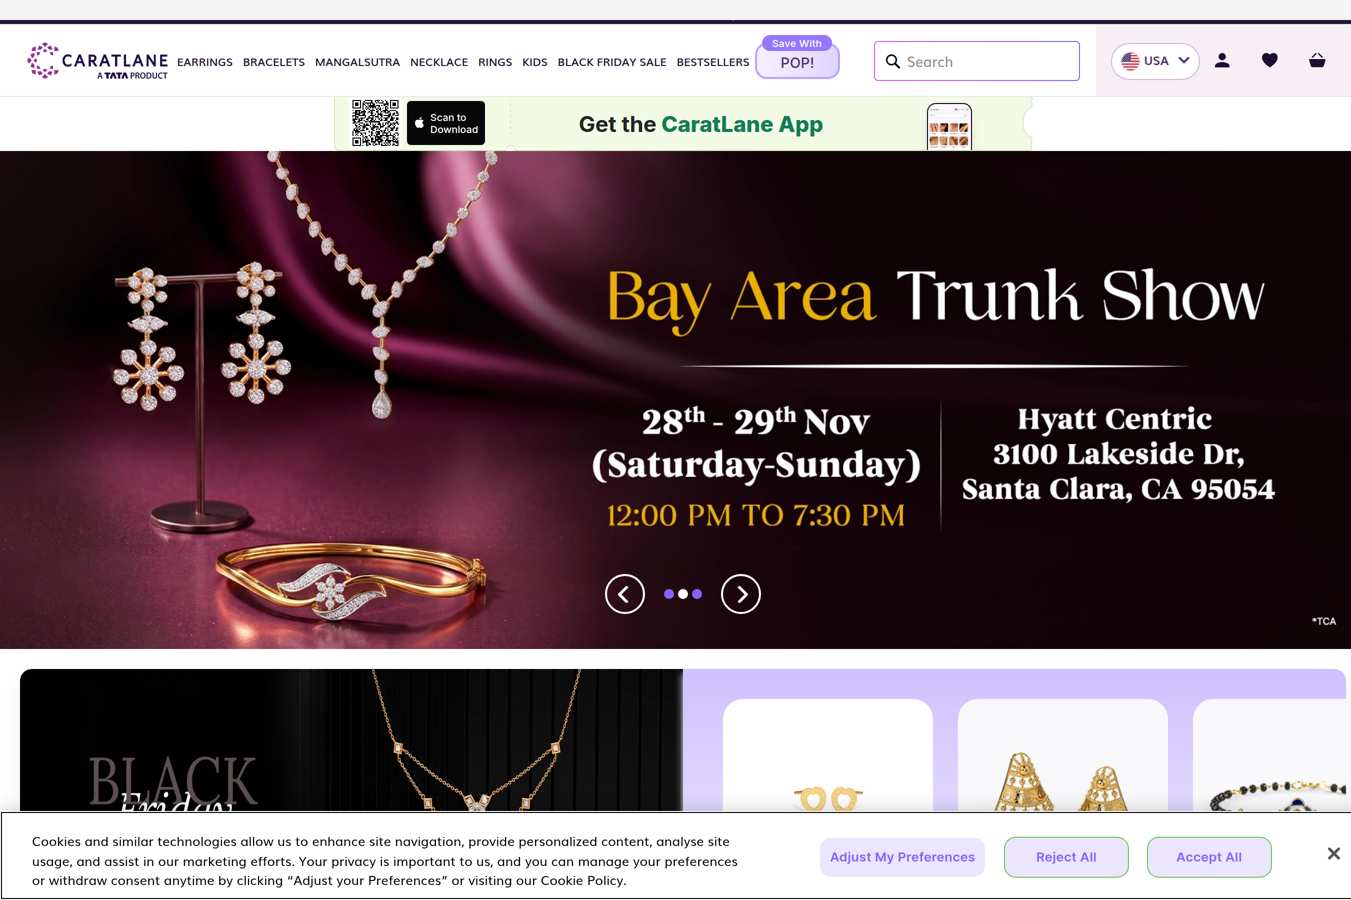 CARATLANE
A TATA PRODUCT
EARRINGS
BRACELETS
MANGALSUTRA
NECKLACE
RINGS
KIDS
BLACK FRIDAY SALE
BESTSELLERS
Save With
POP!
Search
USA
Scan to
Download
Get the CaratLane App
Bay Area Trunk Show
28th - 29th Nov
(Saturday-Sunday)
12:00 PM TO 7:30 PM
Hyatt Centric
3100 Lakeside Dr,
Santa Clara, CA 95054
*TCA
BLACK
Friday
Cookies and similar technologies allow us to enhance site navigation, provide personalized content, analyse site
usage, and assist in our marketing efforts. Your privacy is important to us, and you can manage your preferences
or withdraw consent anytime by clicking “Adjust your Preferences” or visiting our Cookie Policy.
Adjust My Preferences
Reject All
Accept All